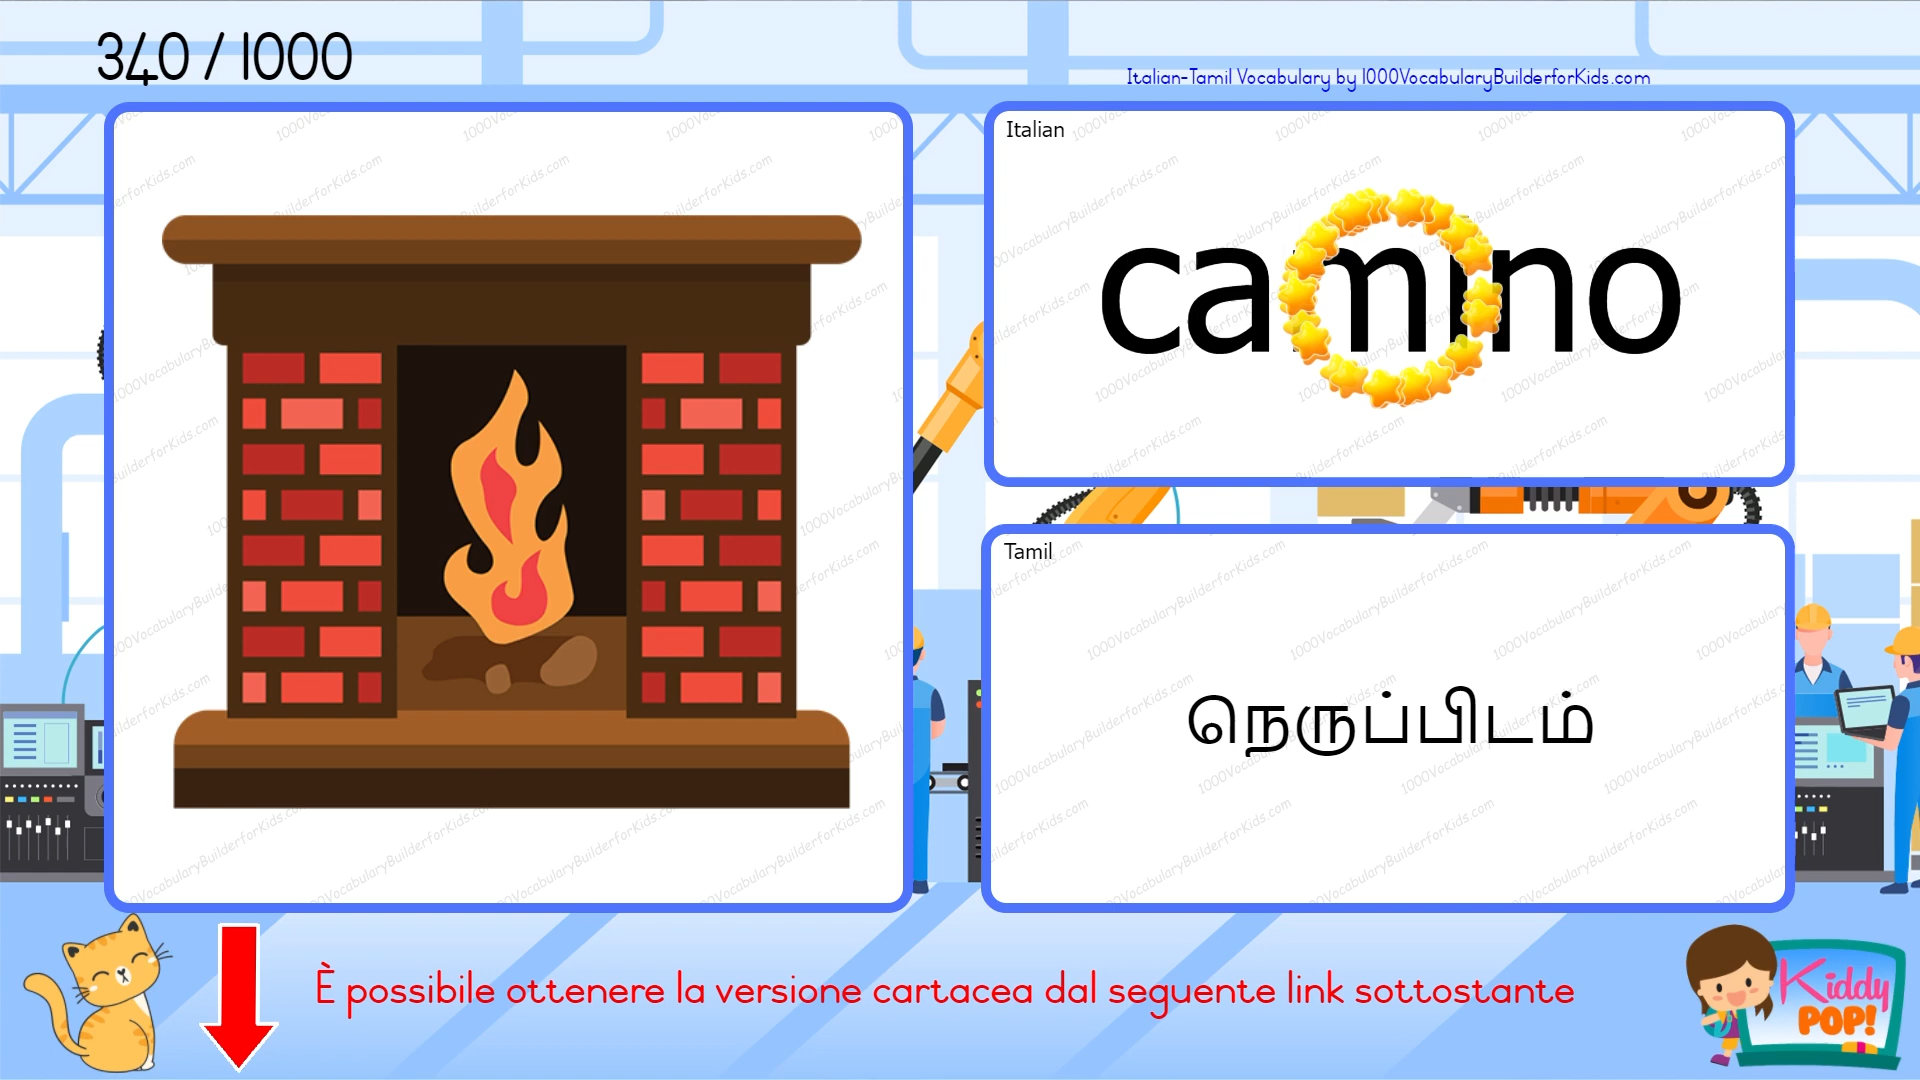 340 / 1000
Italian-Tamil Vocabulary by 1000VocabularyBuilderforKids.com
Italian
camino
Tamil
நெருப்பிடம்
È possibile ottenere la versione cartacea dal seguente link sottostante
Kiddy
POP!